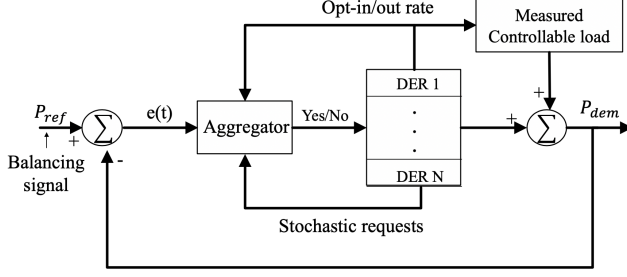 Opt-in/out rate
Measured
Controllable load
P_ref
+
-
Balancing
signal
∑
e(t)
Aggregator
Yes/No
DER 1
.
.
.
DER N
Stochastic requests
+
+
∑
P_dem